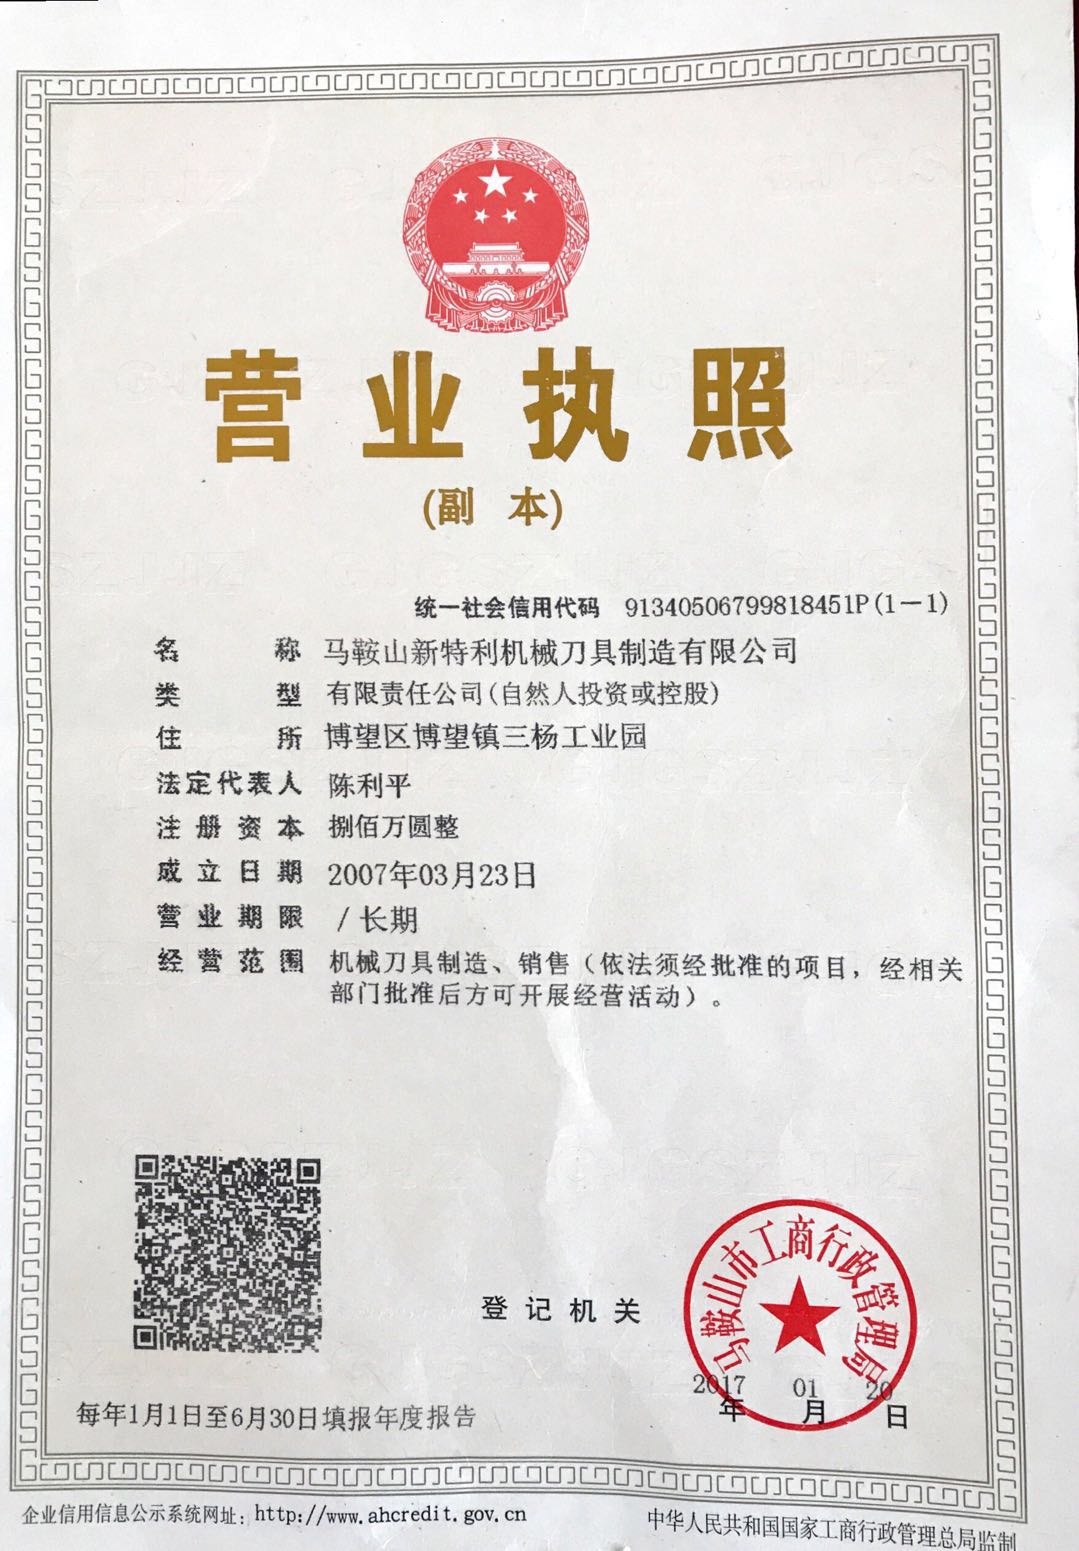 营业执照
(副 本)
统一社会信用代码 91340506799818451P(1-1)
名称 马鞍山新特利机械刀具制造有限公司
类型 有限责任公司(自然人投资或控股)
住所 博望区博望镇三杨工业园
法定代表人 陈利平
注册资本 捌佰万圆整
成立日期 2007年03月23日
营业期限 /长期
经营范围 机械刀具制造、销售（依法须经批准的项目，经相关
部门批准后方可开展经营活动）。
马鞍山市工商行政管理局
登记机关
2017年01月20日
每年1月1日至6月30日填报年度报告
企业信用信息公示系统网址：http://www.ahcredit.gov.cn
中华人民共和国国家工商行政管理总局监制